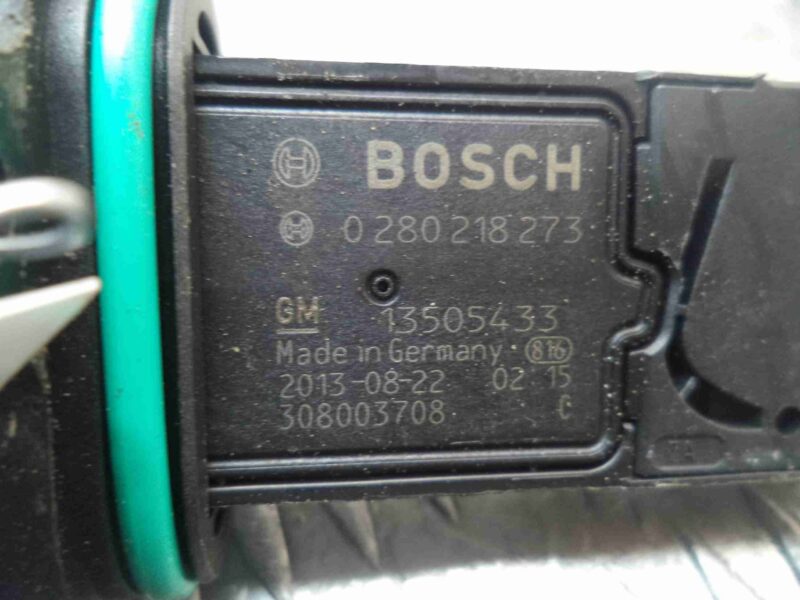 BOSCH
0 280 218 273
GM 13505433
Made in Germany 816
2013-08-22 02 15
308003708 C